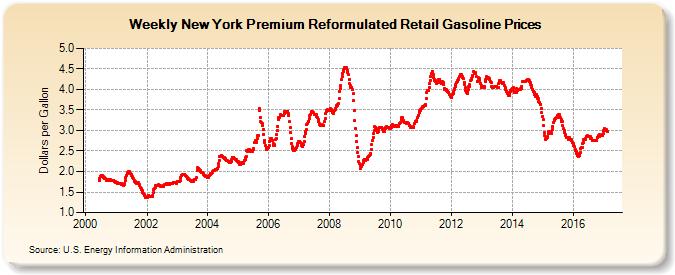 Weekly New York Premium Reformulated Retail Gasoline Prices
Dollars per Gallon
5.0
4.5
4.0
3.5
3.0
2.5
2.0
1.5
1.0
2000 2002 2004 2006 2008 2010 2012 2014 2016
Source: U.S. Energy Information Administration